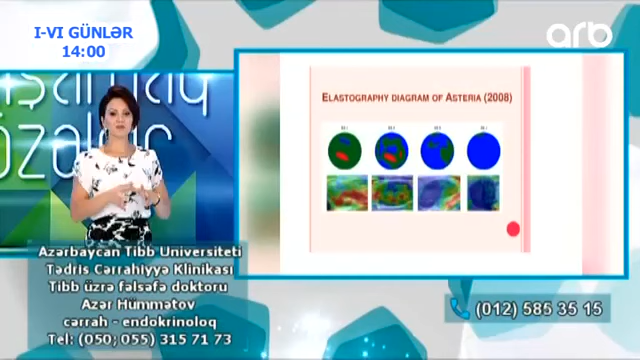 I-VI GÜNLƏR
14:00
arb
ELASTOGRAPHY DIAGRAM OF ASTERIA (2008)
Azərbaycan Tibb Universiteti
Tədris Cərrahiyyə Klinikası
Tibb üzrə fəlsəfə doktoru
Azər Hümmətov
cərrah - endokrinoloq
Tel: (050; 055) 315 71 73
(012) 585 35 15